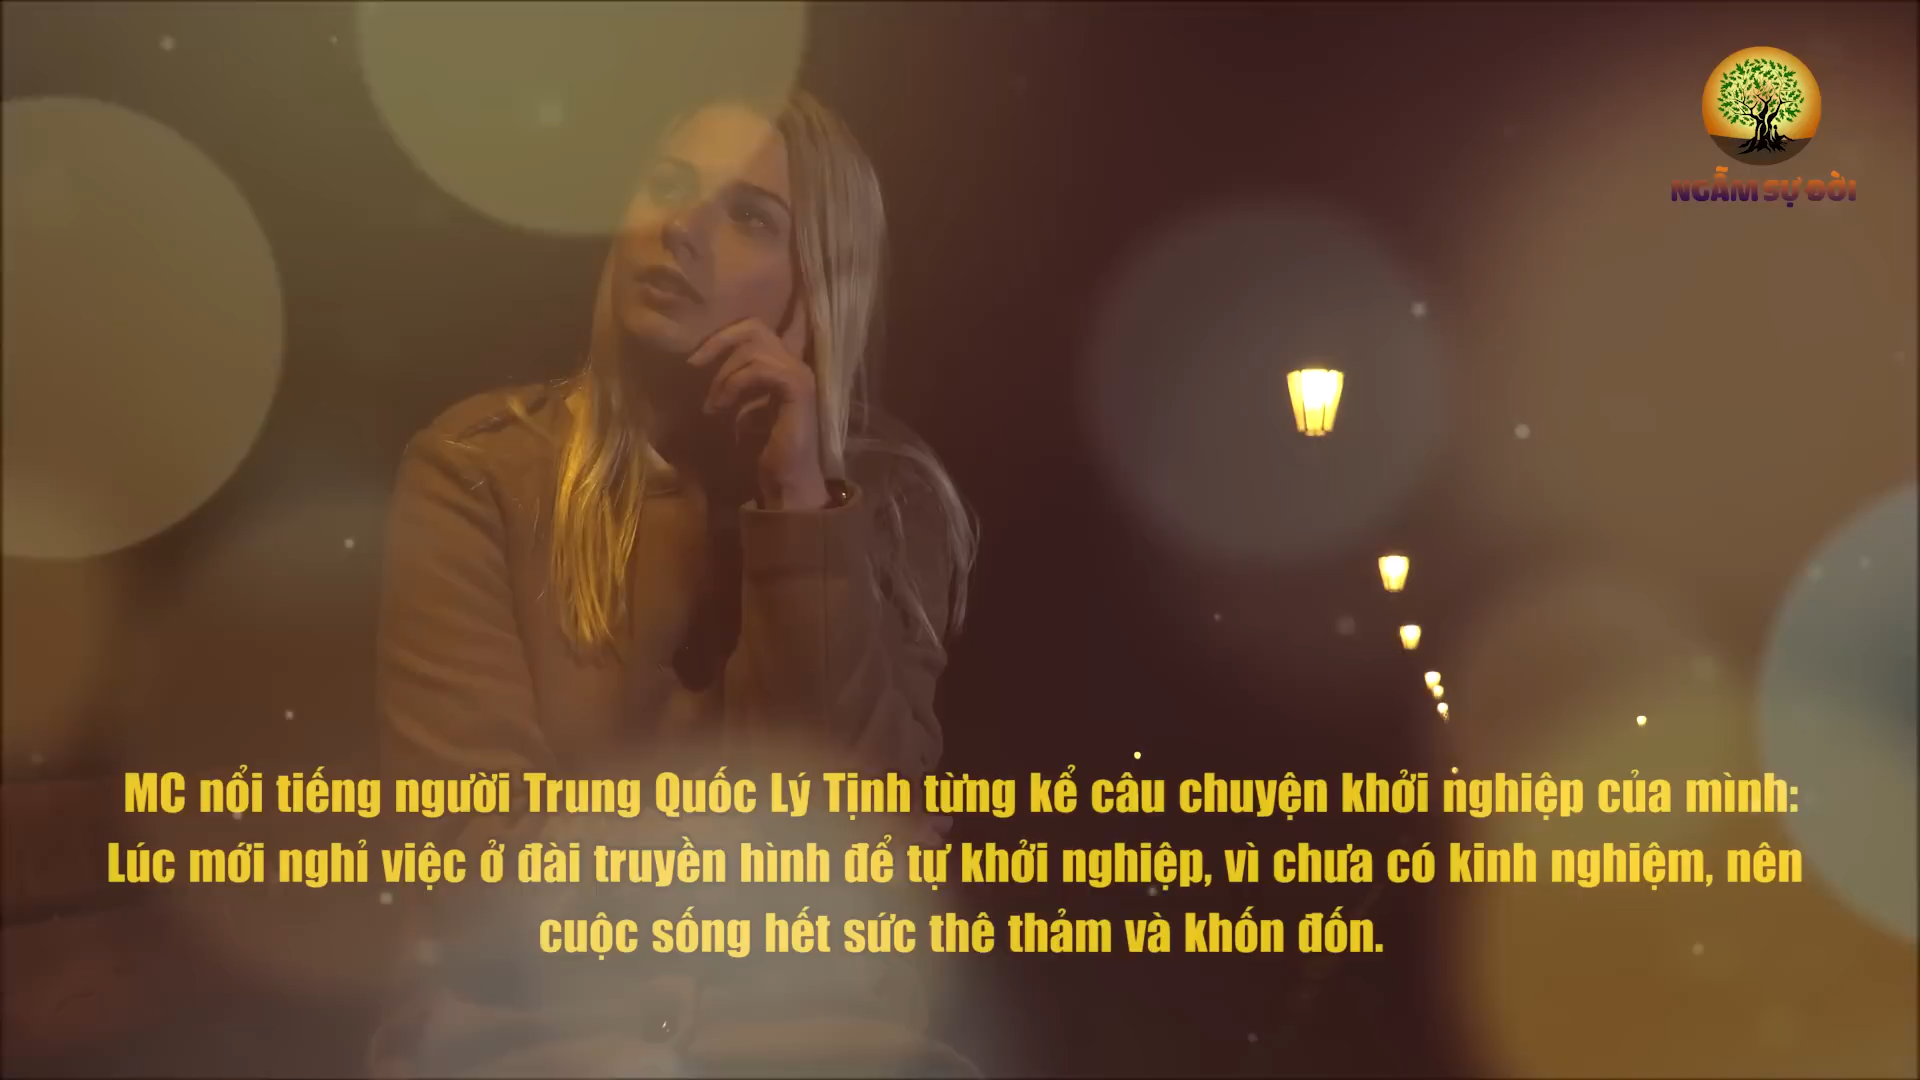 NGẪM SỰ ĐỜI
MC nổi tiếng người Trung Quốc Lý Tịnh từng kể câu chuyện khởi nghiệp của mình:
Lúc mới nghỉ việc ở đài truyền hình để tự khởi nghiệp, vì chưa có kinh nghiệm, nên
cuộc sống hết sức thê thảm và khốn đốn.